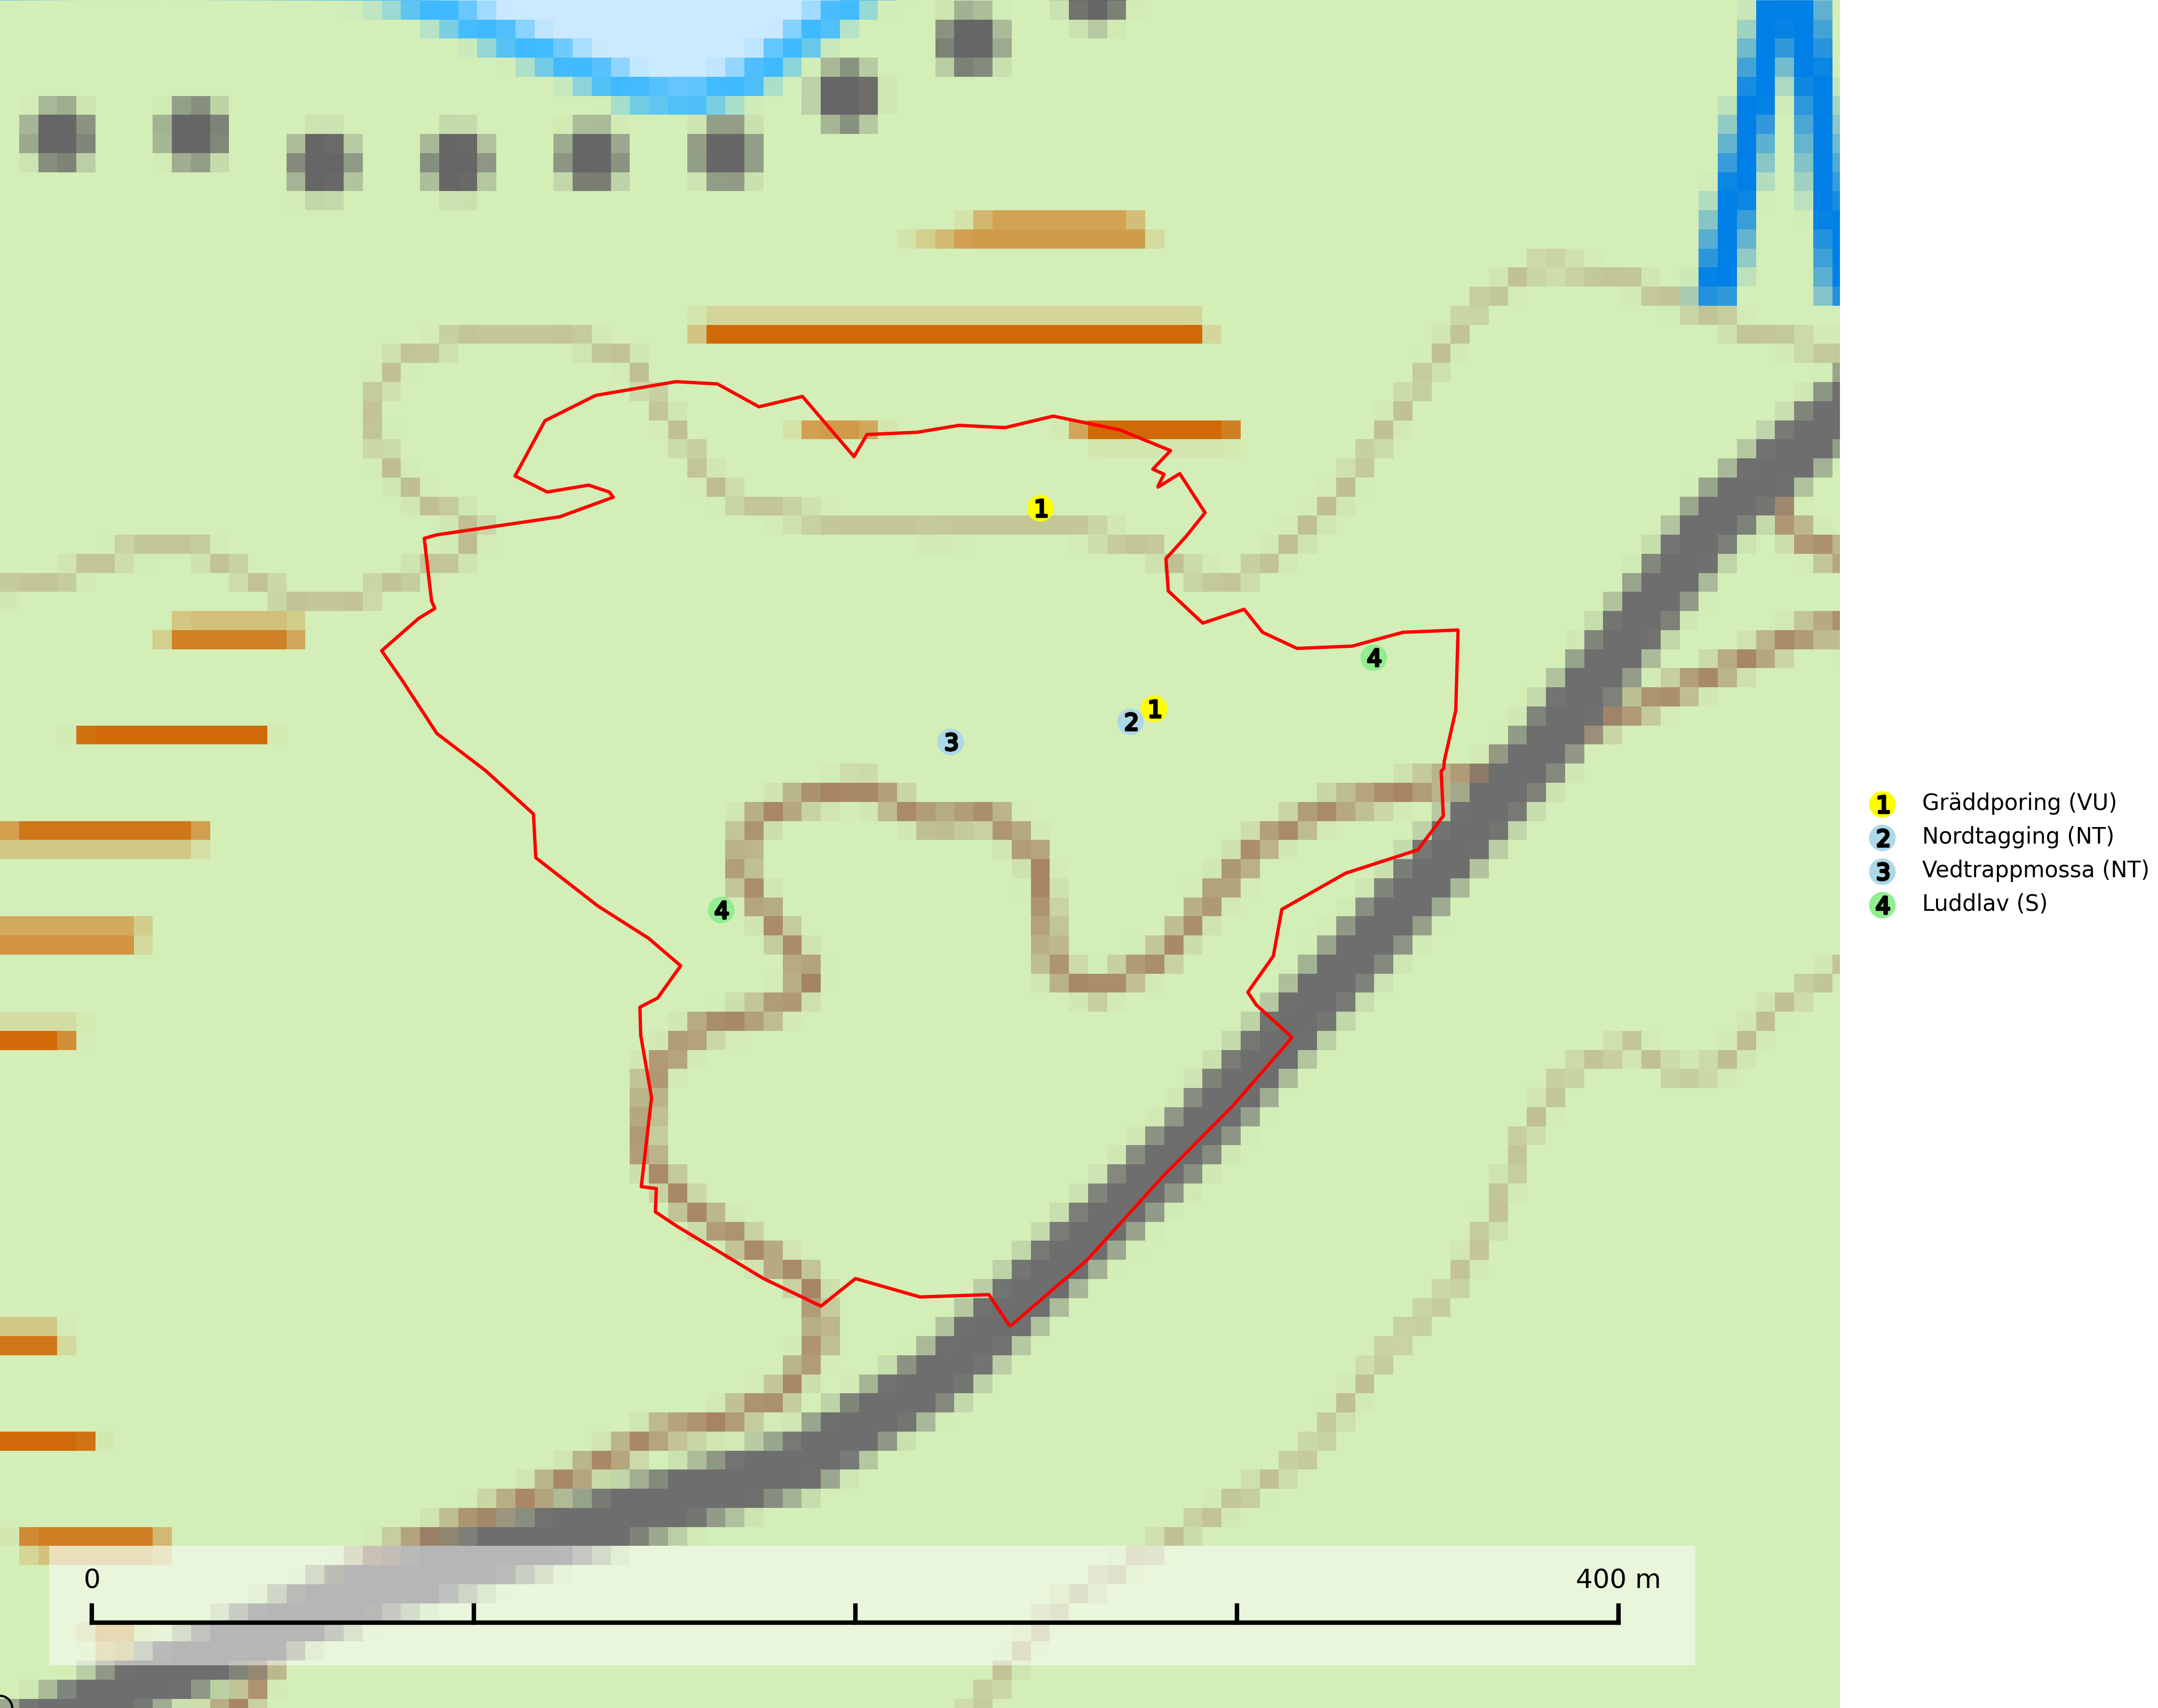 1
4
1
2
3
4
1 Gräddporing (VU)
2 Nordtagging (NT)
3 Vedtrappmossa (NT)
4 Luddlav (S)
0 400 m